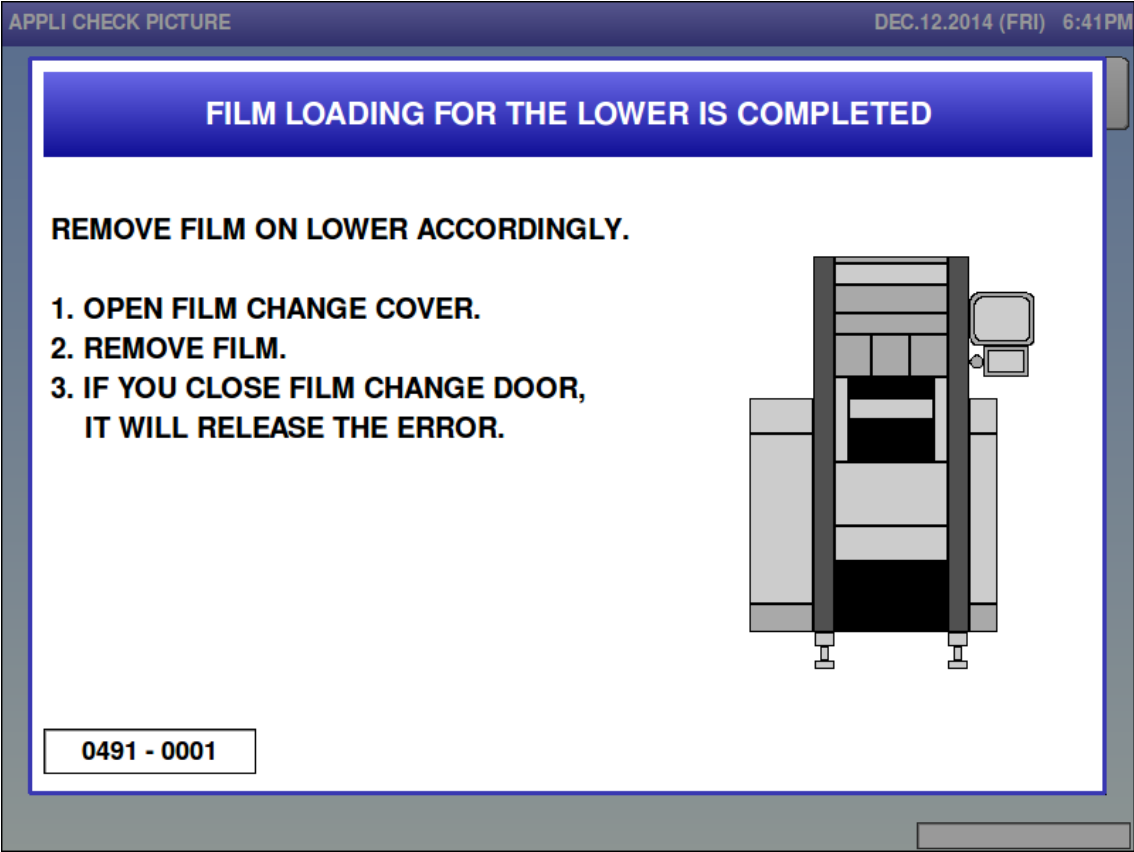 APPLI CHECK PICTURE
DEC.12.2014 (FRI) 6:41PM
FILM LOADING FOR THE LOWER IS COMPLETED
REMOVE FILM ON LOWER ACCORDINGLY.
1. OPEN FILM CHANGE COVER.
2. REMOVE FILM.
3. IF YOU CLOSE FILM CHANGE DOOR,
IT WILL RELEASE THE ERROR.
0491 - 0001